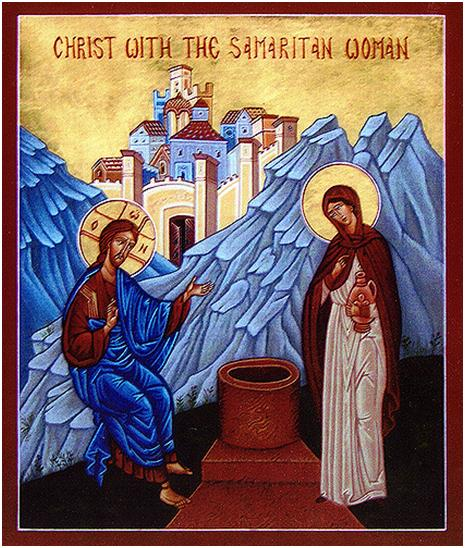 CHRIST WITH THE SAMARITAN WOMAN
Ο Ѡ Ν